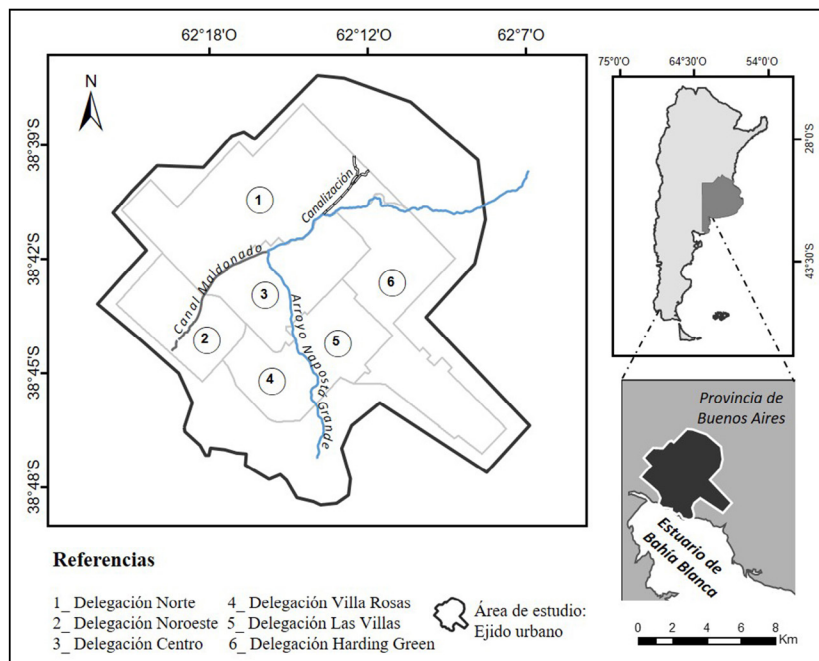 62°18'O 62°12'O 62°7'O
N
38°39'S
38°42'S
38°45'S
38°48'S
1
Canalización
Canal Maldonado
6
3
2
Arroyo Napostá Grande
5
4
75°0'O 64°30'O 54°0'O
28°0'S
43°30'S
Provincia de
Buenos Aires
Estuario de
Bahía Blanca
Referencias
1_ Delegación Norte
2_ Delegación Noroeste
3_ Delegación Centro
4_ Delegación Villa Rosas
5_ Delegación Las Villas
6_ Delegación Harding Green
Área de estudio:
Ejido urbano
0 2 4 6 8
Km